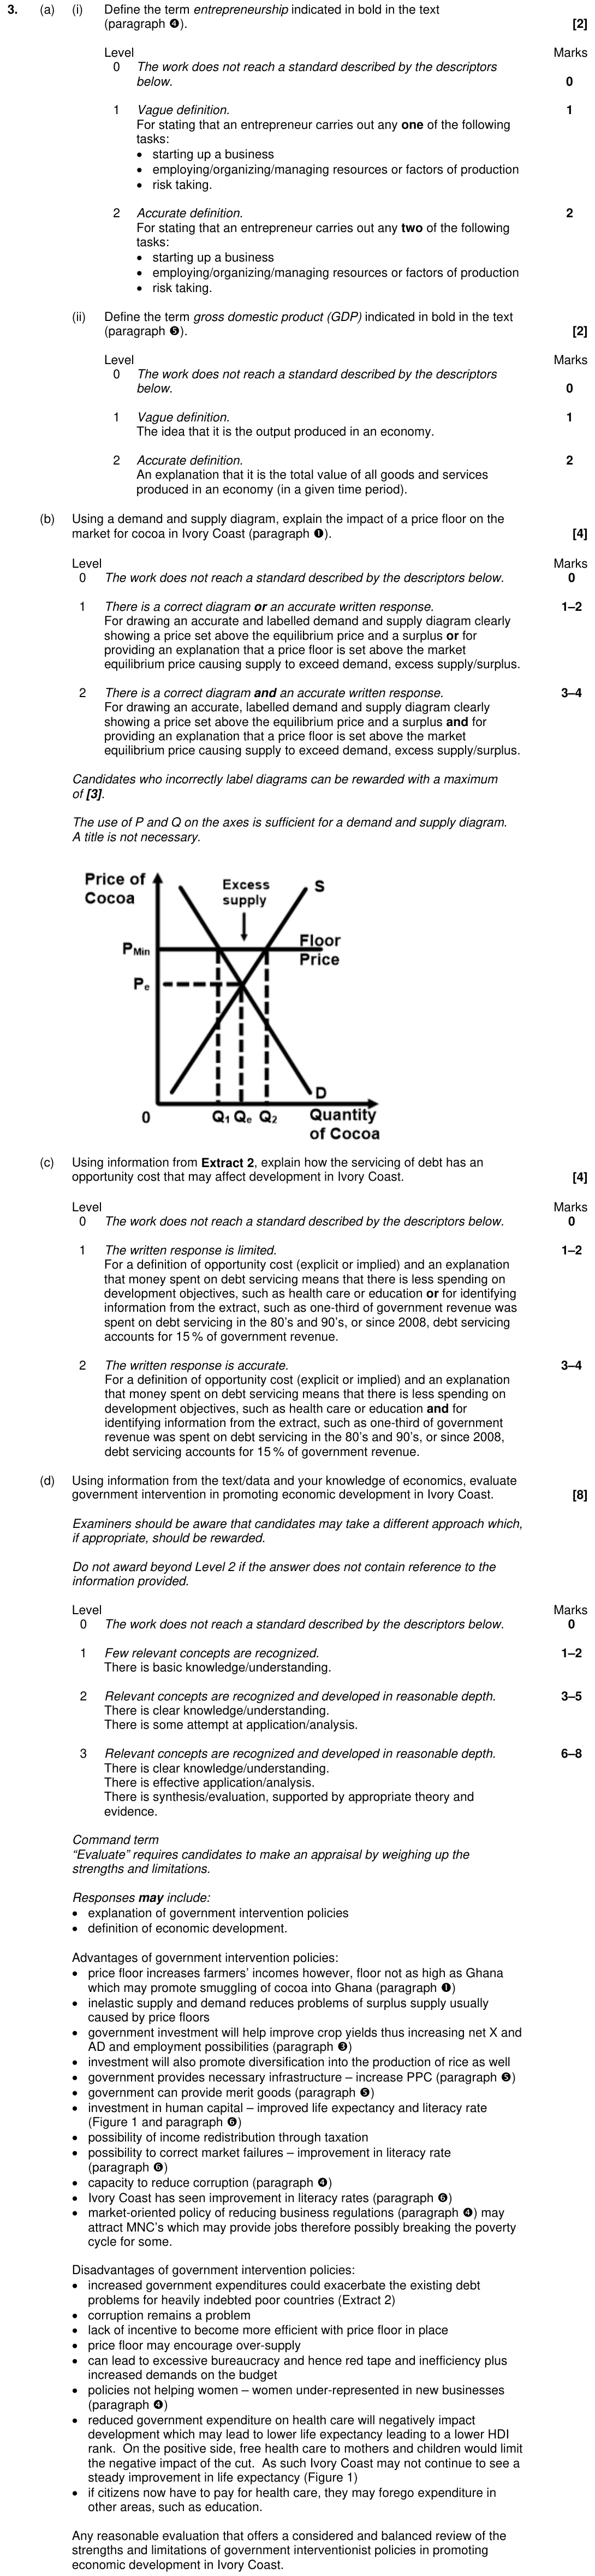 3. (a) (i) Define the term entrepreneurship indicated in bold in the text
(paragraph ❹). [2]
Level Marks
0 The work does not reach a standard described by the descriptors
below. 0
1 Vague definition. 1
For stating that an entrepreneur carries out any one of the following
tasks:
• starting up a business
• employing/organizing/managing resources or factors of production
• risk taking.
2 Accurate definition. 2
For stating that an entrepreneur carries out any two of the following
tasks:
• starting up a business
• employing/organizing/managing resources or factors of production
• risk taking.
(ii) Define the term gross domestic product (GDP) indicated in bold in the text
(paragraph ❺). [2]
Level Marks
0 The work does not reach a standard described by the descriptors
below. 0
1 Vague definition. 1
The idea that it is the output produced in an economy.
2 Accurate definition. 2
An explanation that it is the total value of all goods and services
produced in an economy (in a given time period).
(b) Using a demand and supply diagram, explain the impact of a price floor on the
market for cocoa in Ivory Coast (paragraph ❶). [4]
Level Marks
0 The work does not reach a standard described by the descriptors below. 0
1 There is a correct diagram or an accurate written response. 1–2
For drawing an accurate and labelled demand and supply diagram clearly
showing a price set above the equilibrium price and a surplus or for
providing an explanation that a price floor is set above the market
equilibrium price causing supply to exceed demand, excess supply/surplus.
2 There is a correct diagram and an accurate written response. 3–4
For drawing an accurate, labelled demand and supply diagram clearly
showing a price set above the equilibrium price and a surplus and for
providing an explanation that a price floor is set above the market
equilibrium price causing supply to exceed demand, excess supply/surplus.
Candidates who incorrectly label diagrams can be rewarded with a maximum
of [3].
The use of P and Q on the axes is sufficient for a demand and supply diagram.
A title is not necessary.
Price of
Cocoa
Excess
supply
S
PMin
Floor
Price
Pe
D
0 Q1 Qe Q2 Quantity
of Cocoa
(c) Using information from Extract 2, explain how the servicing of debt has an
opportunity cost that may affect development in Ivory Coast. [4]
Level Marks
0 The work does not reach a standard described by the descriptors below. 0
1 The written response is limited. 1–2
For a definition of opportunity cost (explicit or implied) and an explanation
that money spent on debt servicing means that there is less spending on
development objectives, such as health care or education or for identifying
information from the extract, such as one-third of government revenue was
spent on debt servicing in the 80's and 90's, or since 2008, debt servicing
accounts for 15 % of government revenue.
2 The written response is accurate. 3–4
For a definition of opportunity cost (explicit or implied) and an explanation
that money spent on debt servicing means that there is less spending on
development objectives, such as health care or education and for
identifying information from the extract, such as one-third of government
revenue was spent on debt servicing in the 80's and 90's, or since 2008,
debt servicing accounts for 15 % of government revenue.
(d) Using information from the text/data and your knowledge of economics, evaluate
government intervention in promoting economic development in Ivory Coast. [8]
Examiners should be aware that candidates may take a different approach which,
if appropriate, should be rewarded.
Do not award beyond Level 2 if the answer does not contain reference to the
information provided.
Level Marks
0 The work does not reach a standard described by the descriptors below. 0
1 Few relevant concepts are recognized. 1–2
There is basic knowledge/understanding.
2 Relevant concepts are recognized and developed in reasonable depth. 3–5
There is clear knowledge/understanding.
There is some attempt at application/analysis.
3 Relevant concepts are recognized and developed in reasonable depth. 6–8
There is clear knowledge/understanding.
There is effective application/analysis.
There is synthesis/evaluation, supported by appropriate theory and
evidence.
Command term
“Evaluate” requires candidates to make an appraisal by weighing up the
strengths and limitations.
Responses may include:
• explanation of government intervention policies
• definition of economic development.
Advantages of government intervention policies:
• price floor increases farmers' incomes however, floor not as high as Ghana
which may promote smuggling of cocoa into Ghana (paragraph ❶)
• inelastic supply and demand reduces problems of surplus supply usually
caused by price floors
• government investment will help improve crop yields thus increasing net X and
AD and employment possibilities (paragraph ❸)
• investment will also promote diversification into the production of rice as well
• government provides necessary infrastructure – increase PPC (paragraph ❺)
• government can provide merit goods (paragraph ❺)
• investment in human capital – improved life expectancy and literacy rate
(Figure 1 and paragraph ❻)
• possibility of income redistribution through taxation
• possibility to correct market failures – improvement in literacy rate
(paragraph ❻)
• capacity to reduce corruption (paragraph ❹)
• Ivory Coast has seen improvement in literacy rates (paragraph ❻)
• market-oriented policy of reducing business regulations (paragraph ❹) may
attract MNC's which may provide jobs therefore possibly breaking the poverty
cycle for some.
Disadvantages of government intervention policies:
• increased government expenditures could exacerbate the existing debt
problems for heavily indebted poor countries (Extract 2)
• corruption remains a problem
• lack of incentive to become more efficient with price floor in place
• price floor may encourage over-supply
• can lead to excessive bureaucracy and hence red tape and inefficiency plus
increased demands on the budget
• policies not helping women – women under-represented in new businesses
(paragraph ❹)
• reduced government expenditure on health care will negatively impact
development which may lead to lower life expectancy leading to a lower HDI
rank. On the positive side, free health care to mothers and children would limit
the negative impact of the cut. As such Ivory Coast may not continue to see a
steady improvement in life expectancy (Figure 1)
• if citizens now have to pay for health care, they may forego expenditure in
other areas, such as education.
Any reasonable evaluation that offers a considered and balanced review of the
strengths and limitations of government interventionist policies in promoting
economic development in Ivory Coast.